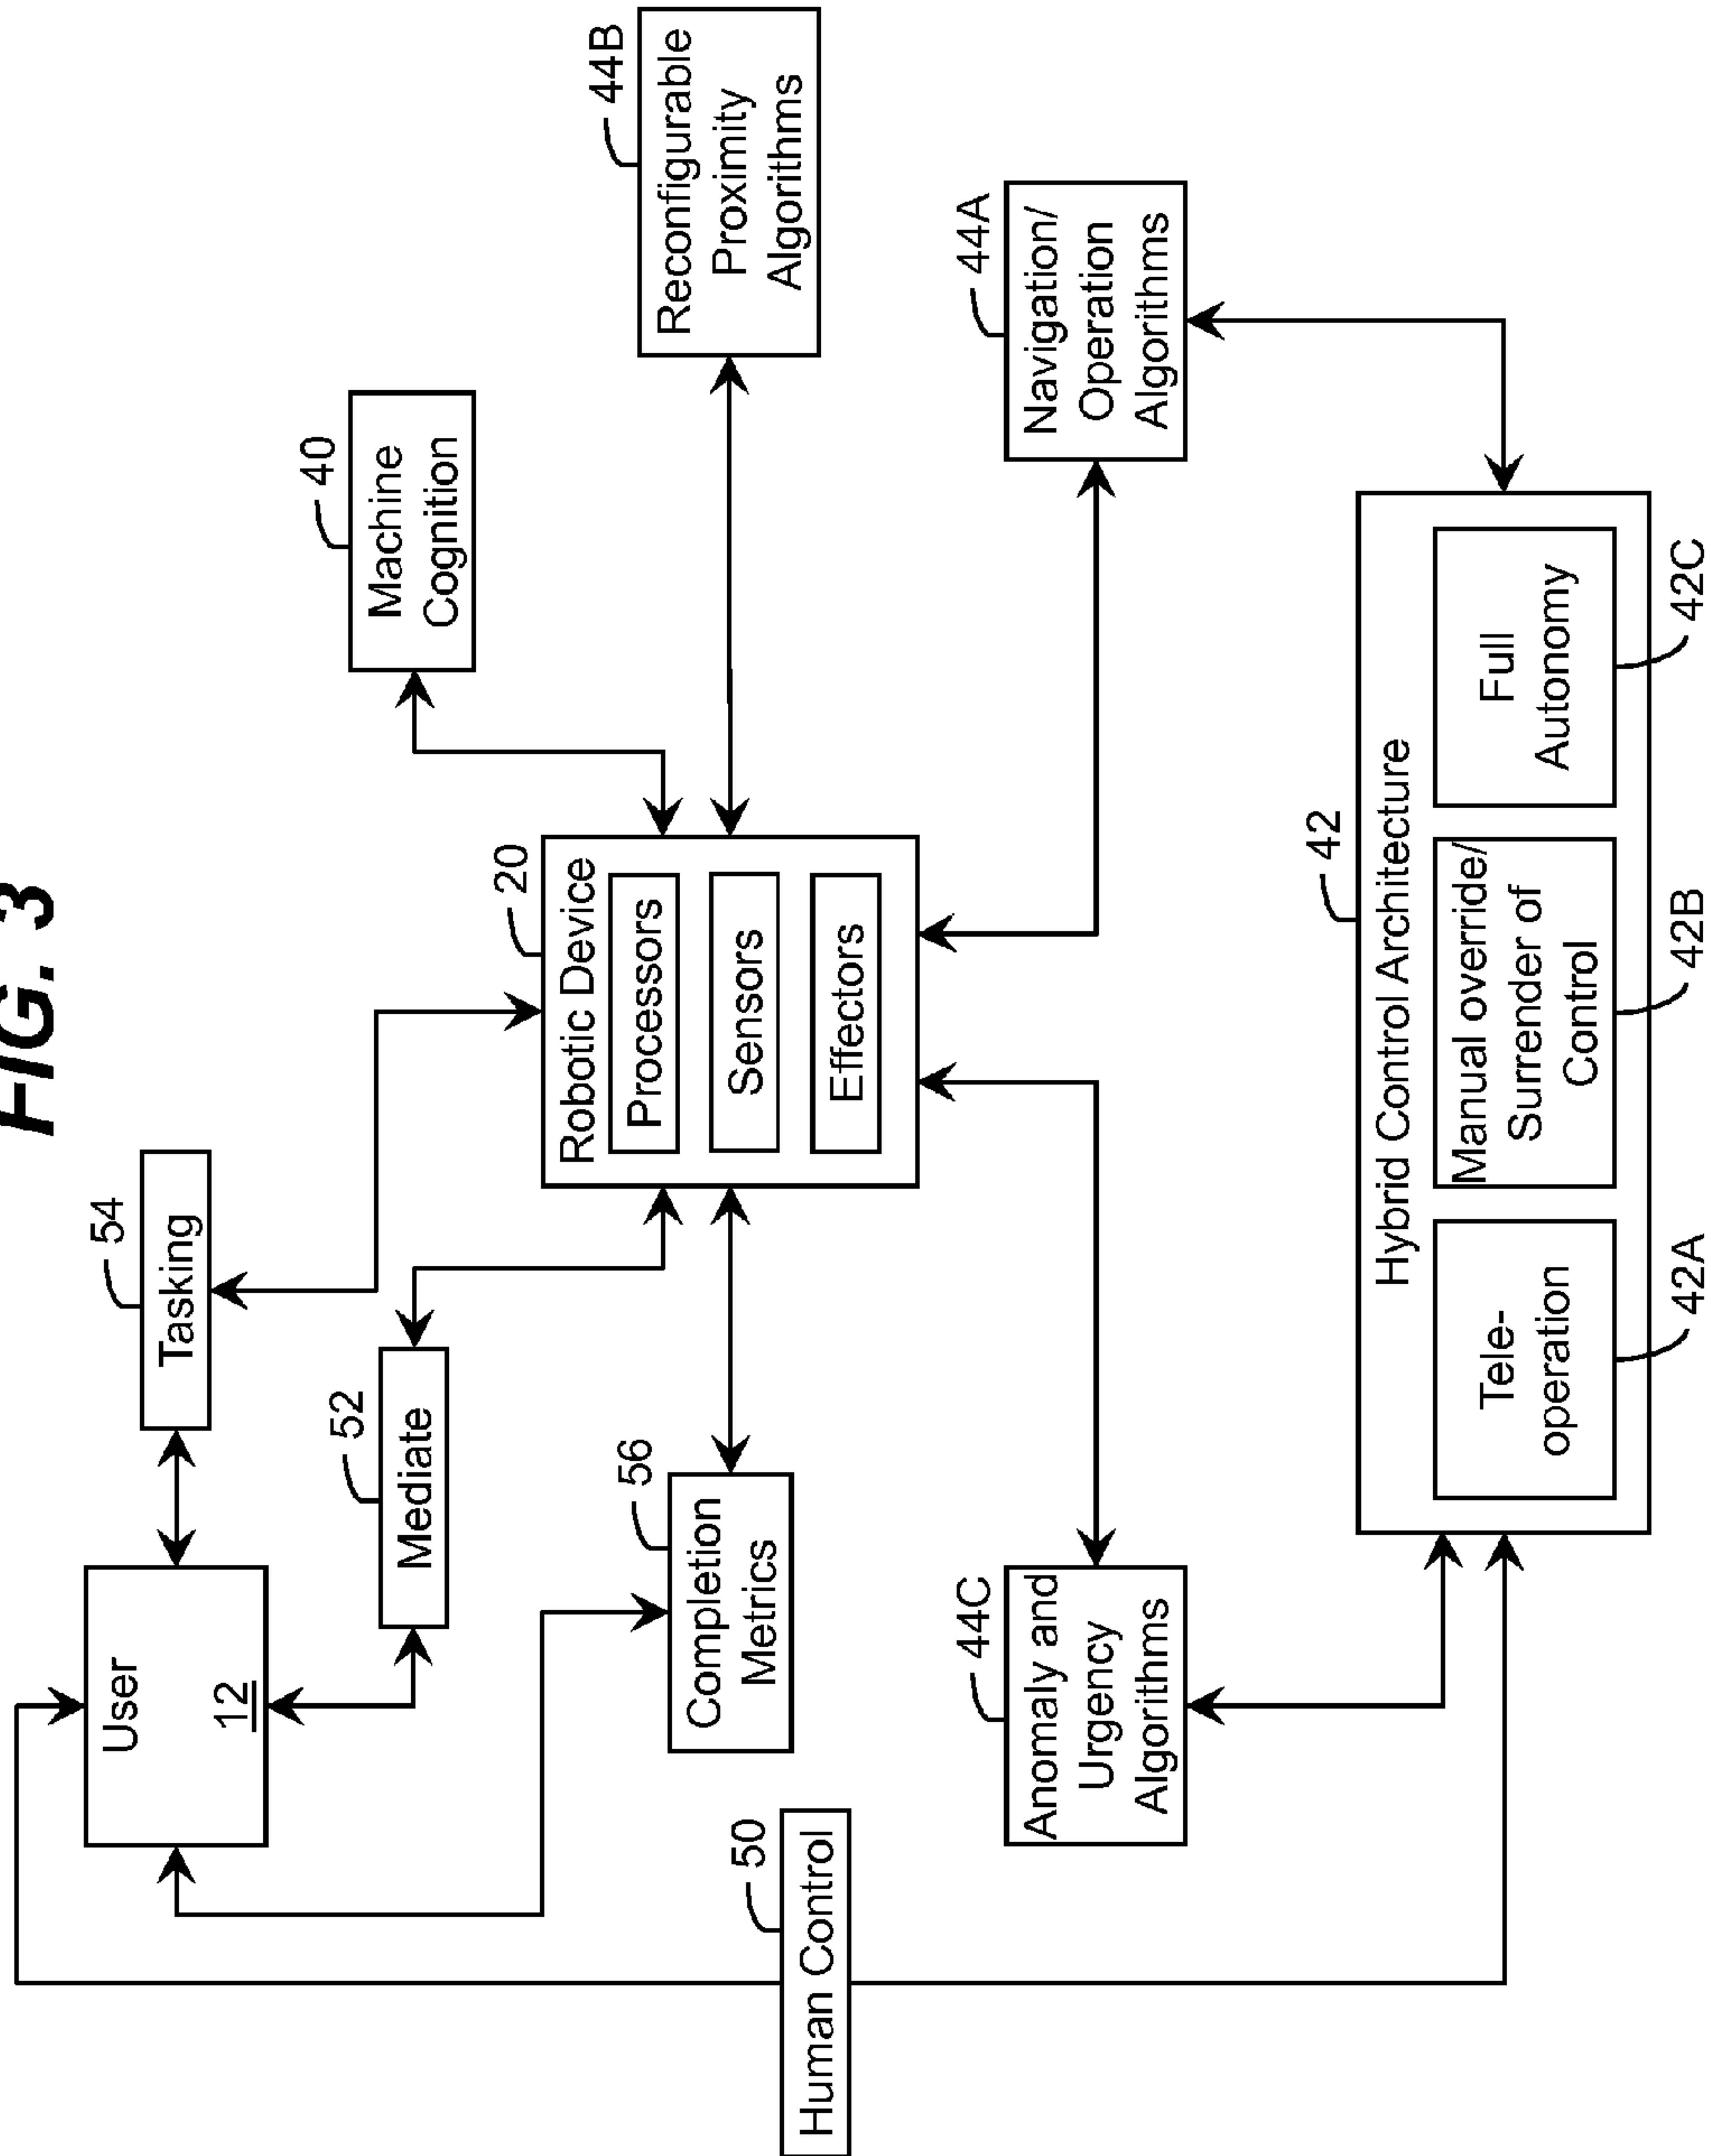 FIG. 3
User
12
54
Tasking
52
Mediate
56
Completion
Metrics
50
Human Control
20
Robotic Device
Processors
Sensors
Effectors
40
Machine
Cognition
44B
Reconfigurable
Proximity
Algorithms
44A
Navigation/
Operation
Algorithms
44C
Anomaly and
Urgency
Algorithms
42
Hybrid Control Architecture
Tele-
operation
42A
Manual override/
Surrender of
Control
42B
Full
Autonomy
42C